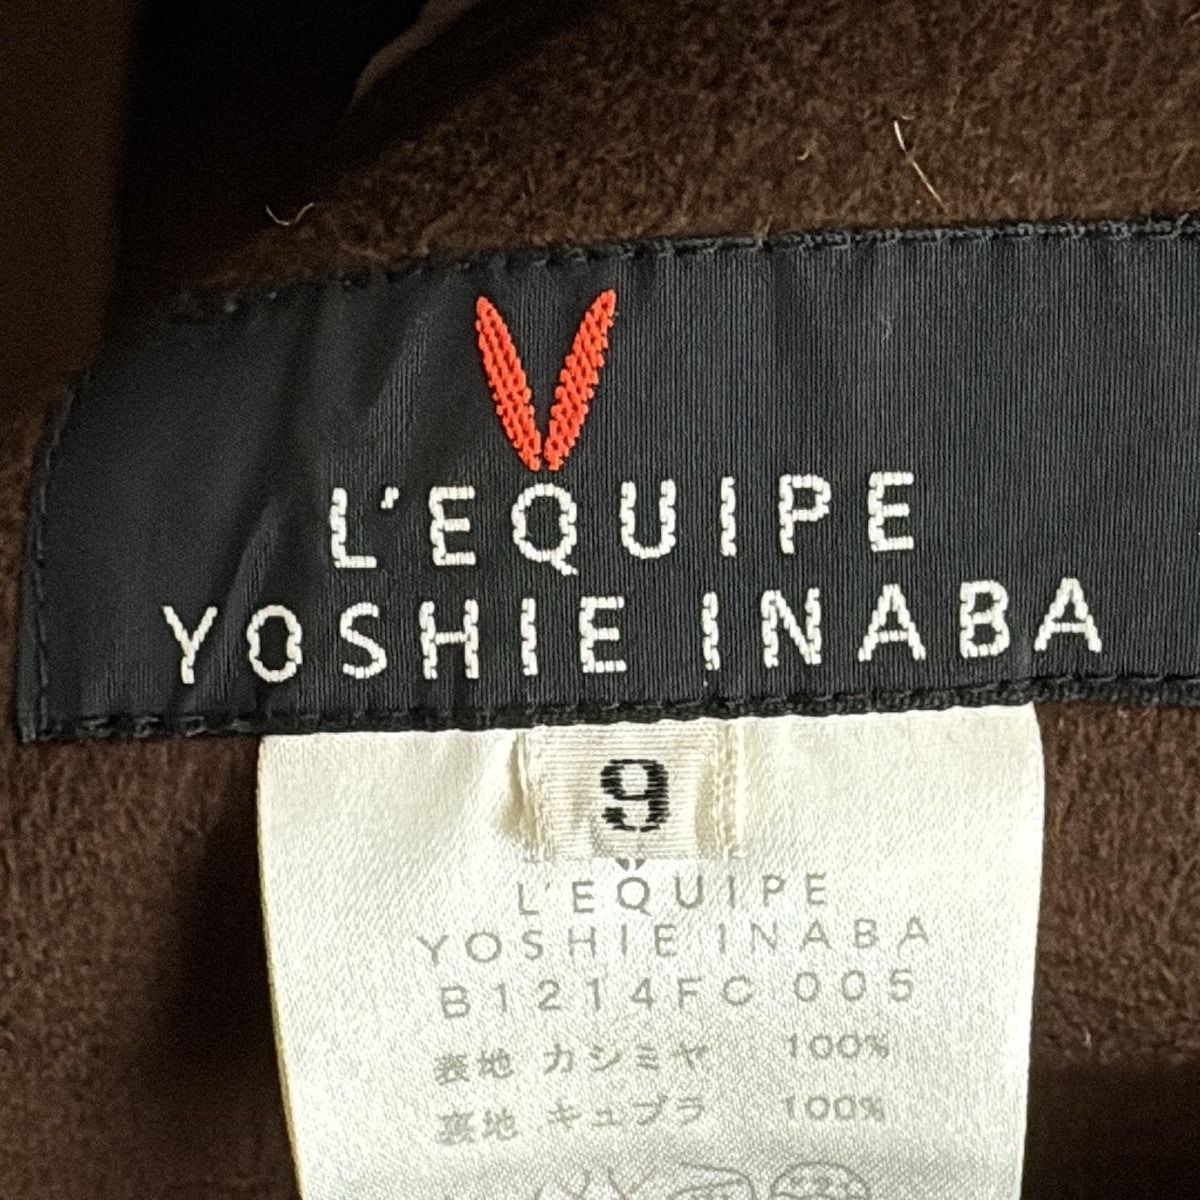 L'EQUIPE
YOSHIE INABA
9
L'EQUIPE
YOSHIE INABA
B1214FC 005
表地 カシミヤ 100%
裏地 キュプラ 100%